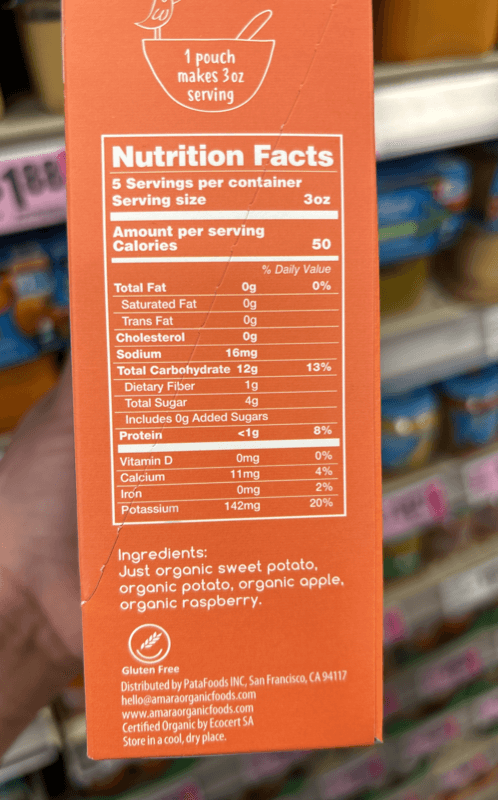 1 pouch
makes 3oz
serving
Nutrition Facts
5 Servings per container
Serving size 3oz
Amount per serving
Calories 50
% Daily Value
Total Fat 0g 0%
Saturated Fat 0g
Trans Fat 0g
Cholesterol 0g
Sodium 16mg
Total Carbohydrate 12g 13%
Dietary Fiber 1g
Total Sugar 4g
Includes 0g Added Sugars
Protein <1g 8%
Vitamin D 0mg 0%
Calcium 11mg 4%
Iron 0mg 2%
Potassium 142mg 20%
Ingredients:
Just organic sweet potato,
organic potato, organic apple,
organic raspberry.
Gluten Free
Distributed by PataFoods INC, San Francisco, CA 94117
hello@amaraorganicfoods.com
www.amaraorganicfoods.com
Certified Organic by Ecocert SA
Store in a cool, dry place.